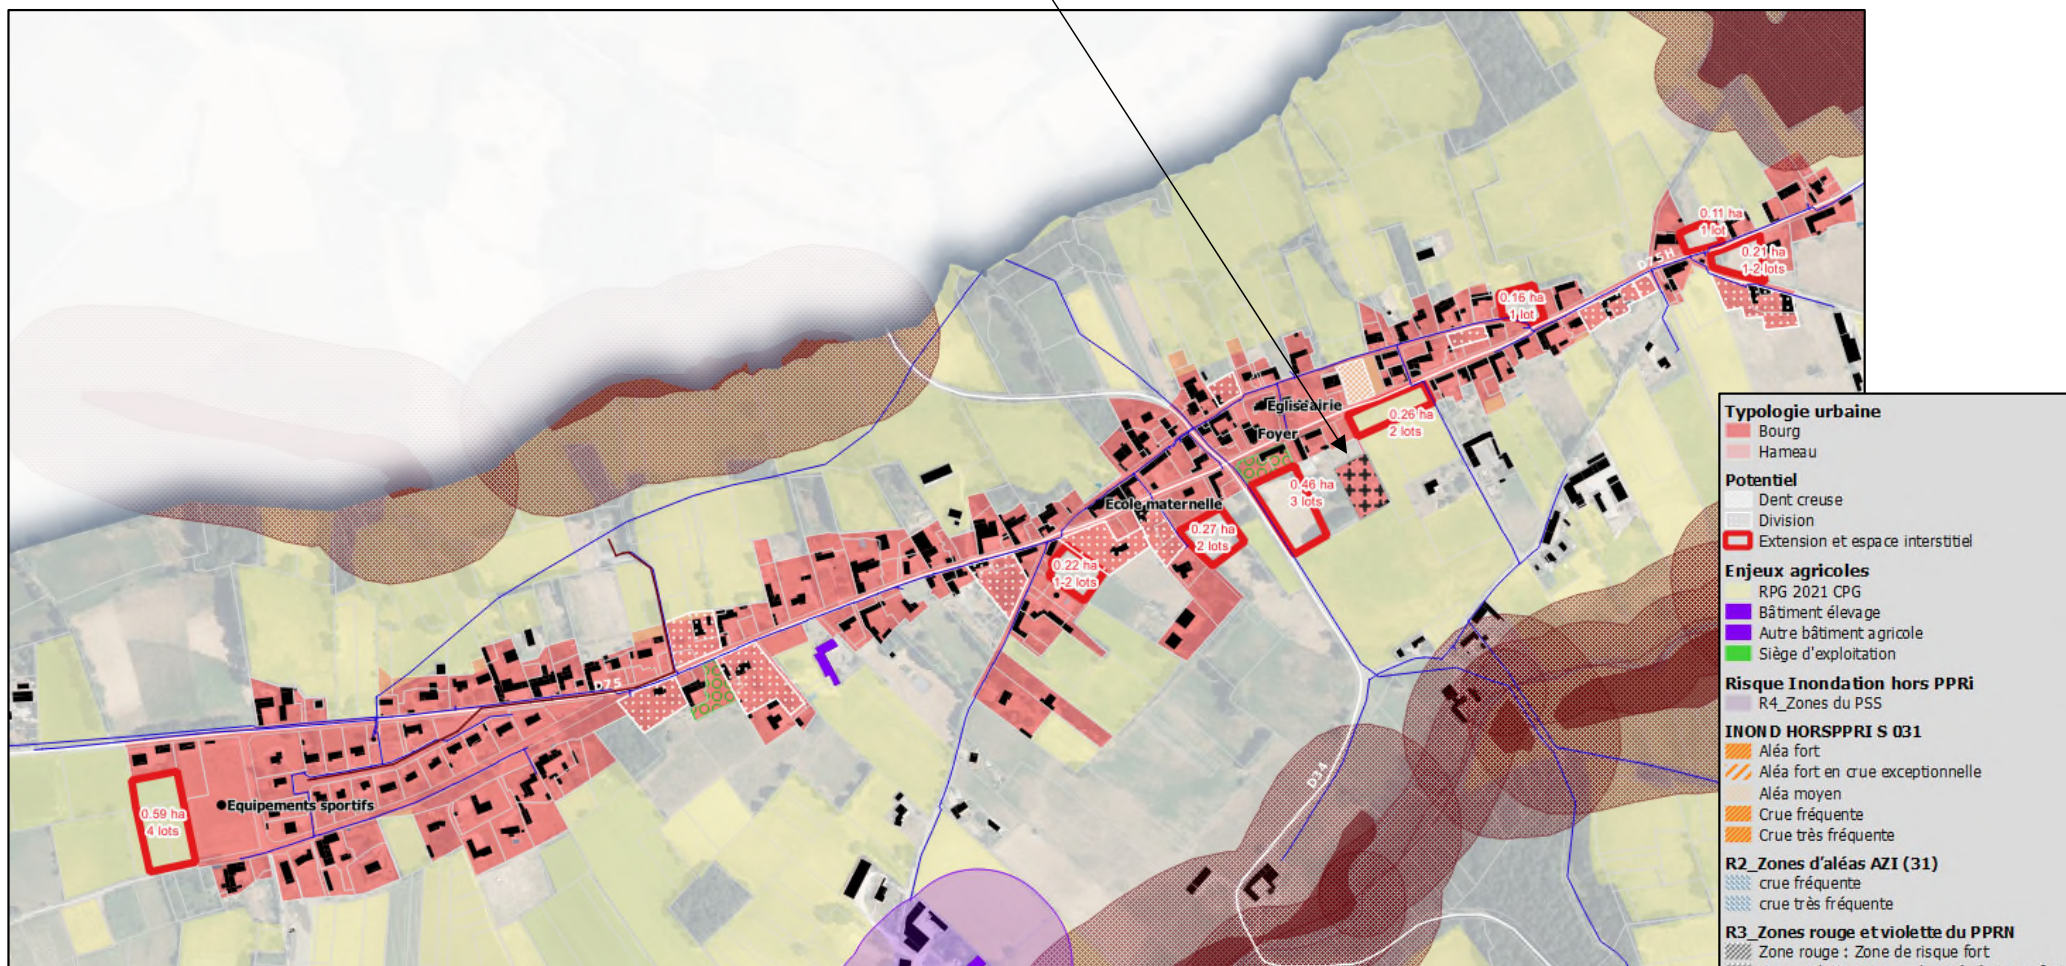 0.11 ha
1 lot
D75H
0.21 ha
1-2 lots
0.16 ha
1 lot
Egliseairie
0.26 ha
2 lots
Foyer
0.46 ha
3 lots
Ecole maternelle
0.27 ha
2 lots
0.22 ha
1-2 lots
D75
D34
Equipements sportifs
0.59 ha
4 lots
Typologie urbaine
Bourg
Hameau
Potentiel
Dent creuse
Division
Extension et espace interstitiel
Enjeux agricoles
RPG 2021 CPG
Bâtiment élevage
Autre bâtiment agricole
Siège d'exploitation
Risque Inondation hors PPRi
R4_Zones du PSS
INOND HORSPPRI S 031
Aléa fort
Aléa fort en crue exceptionnelle
Aléa moyen
Crue fréquente
Crue très fréquente
R2_Zones d'aléas AZI (31)
crue fréquente
crue très fréquente
R3_Zones rouge et violette du PPRN
Zone rouge : Zone de risque fort